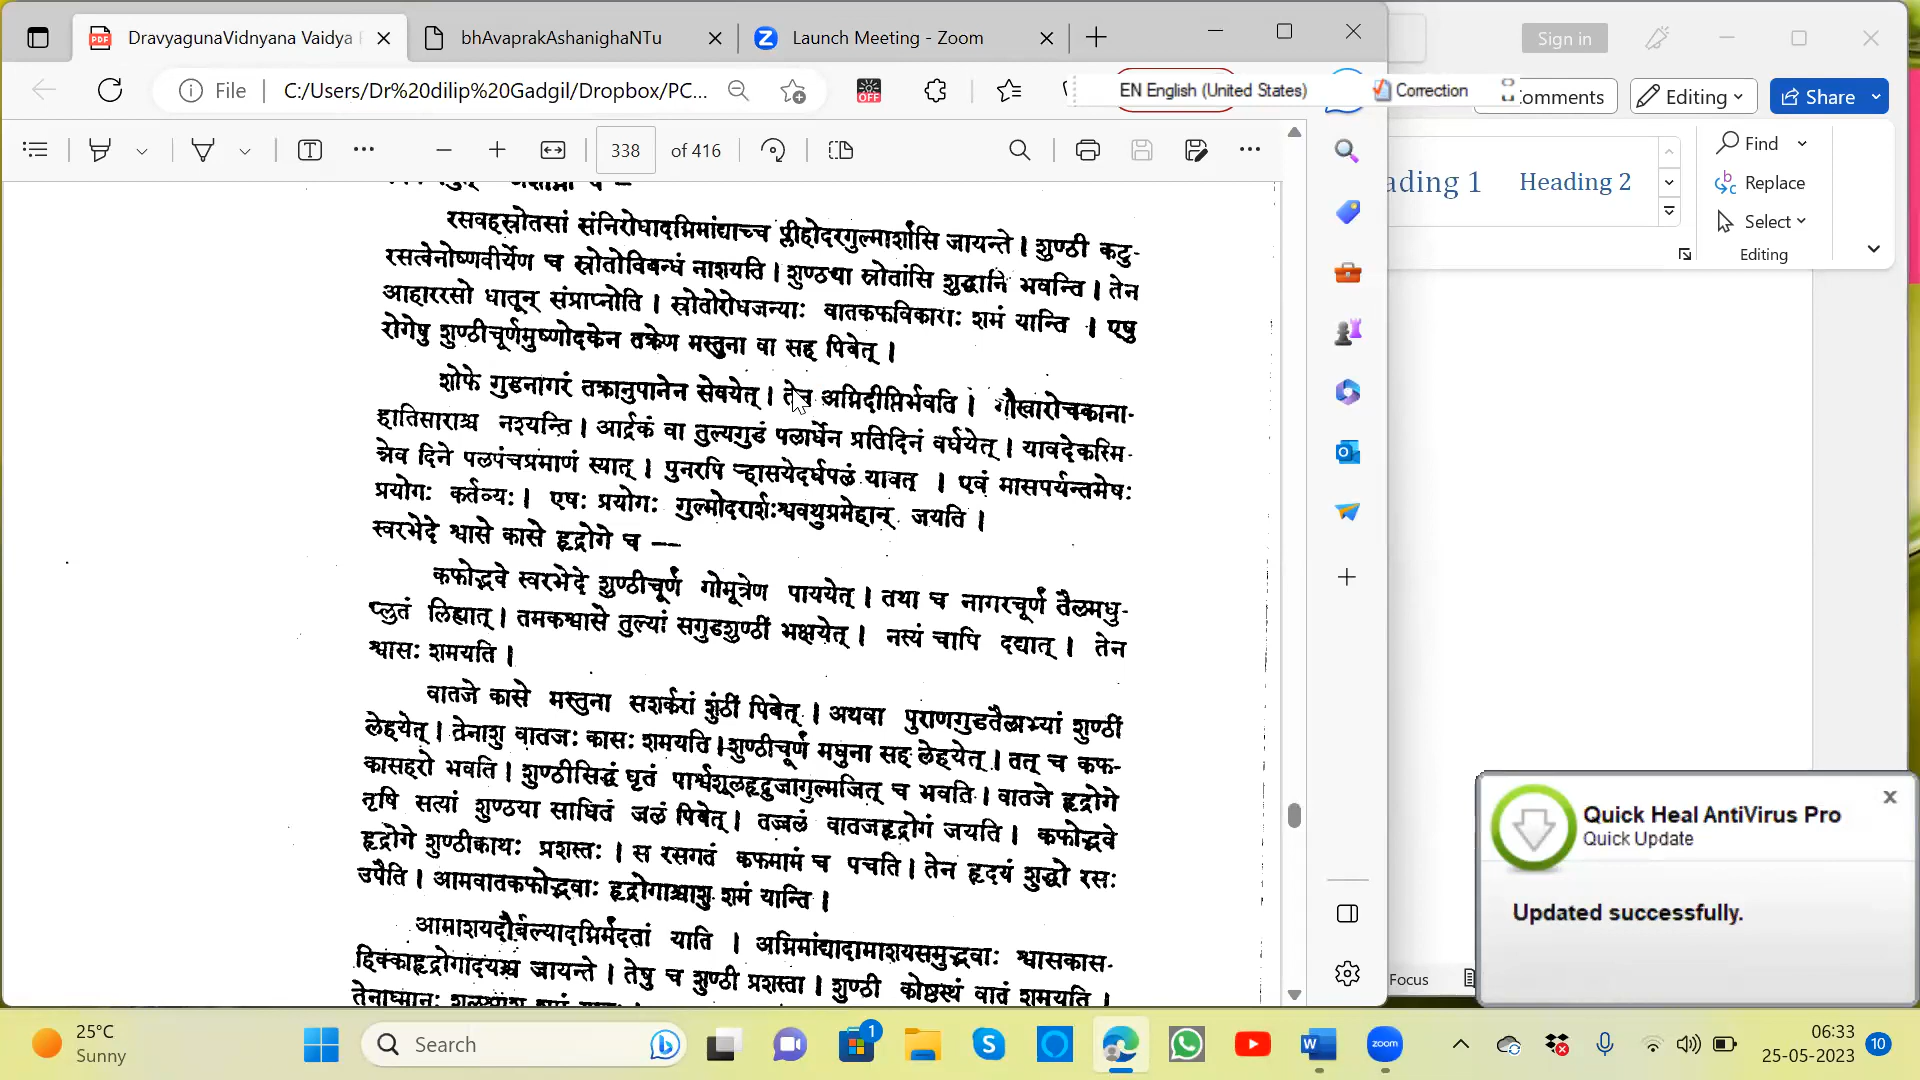 DravyagunaVidnyana Vaidya
bhAvaprakAshanighaNTu
Launch Meeting - Zoom
Sign in
File
C:/Users/Dr%20dilip%20Gadgil/Dropbox/PC...
OFF
EN English (United States)
Correction
omments
Editing
Share
338 of 416
ading 1
Heading 2
Find
Replace
Select
Editing
रसवहस्रोतसां संनिरोधादग्निमांद्याच्च प्लीहोदरगुल्मार्शांसि जायन्ते । शुण्ठी कटु-
रसत्वेनोष्णवीर्येण च स्रोतोविबन्धं नाशयति । शुण्ठया स्रोतांसि शुद्धानि भवन्ति । तेन
आहाररसो धातून् संप्राप्नोति । स्रोतोरोधजन्याः वातकफविकाराः शमं यान्ति । एषु
रोगेषु शुण्ठीचूर्णमुष्णोदकेन तक्रेण मस्तुना वा सह पिबेत् ।
शोफे गुडनागरं तक्रानुपानेन सेवयेत् । तेन अग्निदीप्तिर्भवति ।
हातिसाराश्च नश्यन्ति । आर्द्रकं वा तुल्यगुडं पलार्धेन प्रतिदिनं वर्धयेत् । यावदेकस्मि-
न्नेव दिने पलपंचप्रमाणं स्यात् । पुनरपि ऱ्हासयेदर्धपलं यावत् । एवं मासपर्यन्तमेषः
प्रयोगः कर्तव्यः । एषः प्रयोगः गुल्मोदरार्शःश्वयथुप्रमेहान् जयति ।
स्वरभेदे श्वासे कासे हृद्रोगे च —
कफोद्भवे स्वरभेदे शुण्ठीचूर्णं गोमूत्रेण पाययेत् । तथा च नागरचूर्णं तैलमधु-
प्लुतं लिह्यात् । तमकश्वासे तुल्यां सगुडशुण्ठीं भक्षयेत् । नस्यं चापि दद्यात् । तेन
श्वासः शमयति ।
वातजे कासे मस्तुना सशर्करां शुंठीं पिबेत् । अथवा पुराणगुडतैलाभ्यां शुण्ठीं
लेहयेत् । तेनाशु वातजः कासः शमयति । शुण्ठीचूर्णं मधुना सह लेहयेत् । तत् च कफ-
कासहरो भवति । शुण्ठीसिद्धं घृतं पार्श्वशूलहृद्रुजागुल्मजित् च भवति । वातजे हृद्रोगे
तृषि सत्यां शुण्ठया साधितं जलं पिबेत् । तज्जलं वातजहृद्रोगं जयति । कफोद्भवे
हृद्रोगे शुण्ठीक्वाथः प्रशस्तः । स रसगतं कफमामं च पचति । तेन हृदयं शुद्धो रसः
उपैति । आमवातकफोद्भवाः हृद्रोगाश्चाशु शमं यान्ति ।
आमाशयदौर्बल्यादग्निर्मंदतां याति । अग्निमांद्यादामाशयसमुद्भवाः श्वासकास-
हिक्काहृद्रोगादयश्च जायन्ते । तेषु च शुण्ठी प्रशस्ता । शुण्ठी कोष्ठस्थं वातं शमयति ।
Quick Heal AntiVirus Pro
Quick Update
Updated successfully.
Focus
25°C
Sunny
Search
1
zoom
06:33
25-05-2023
10